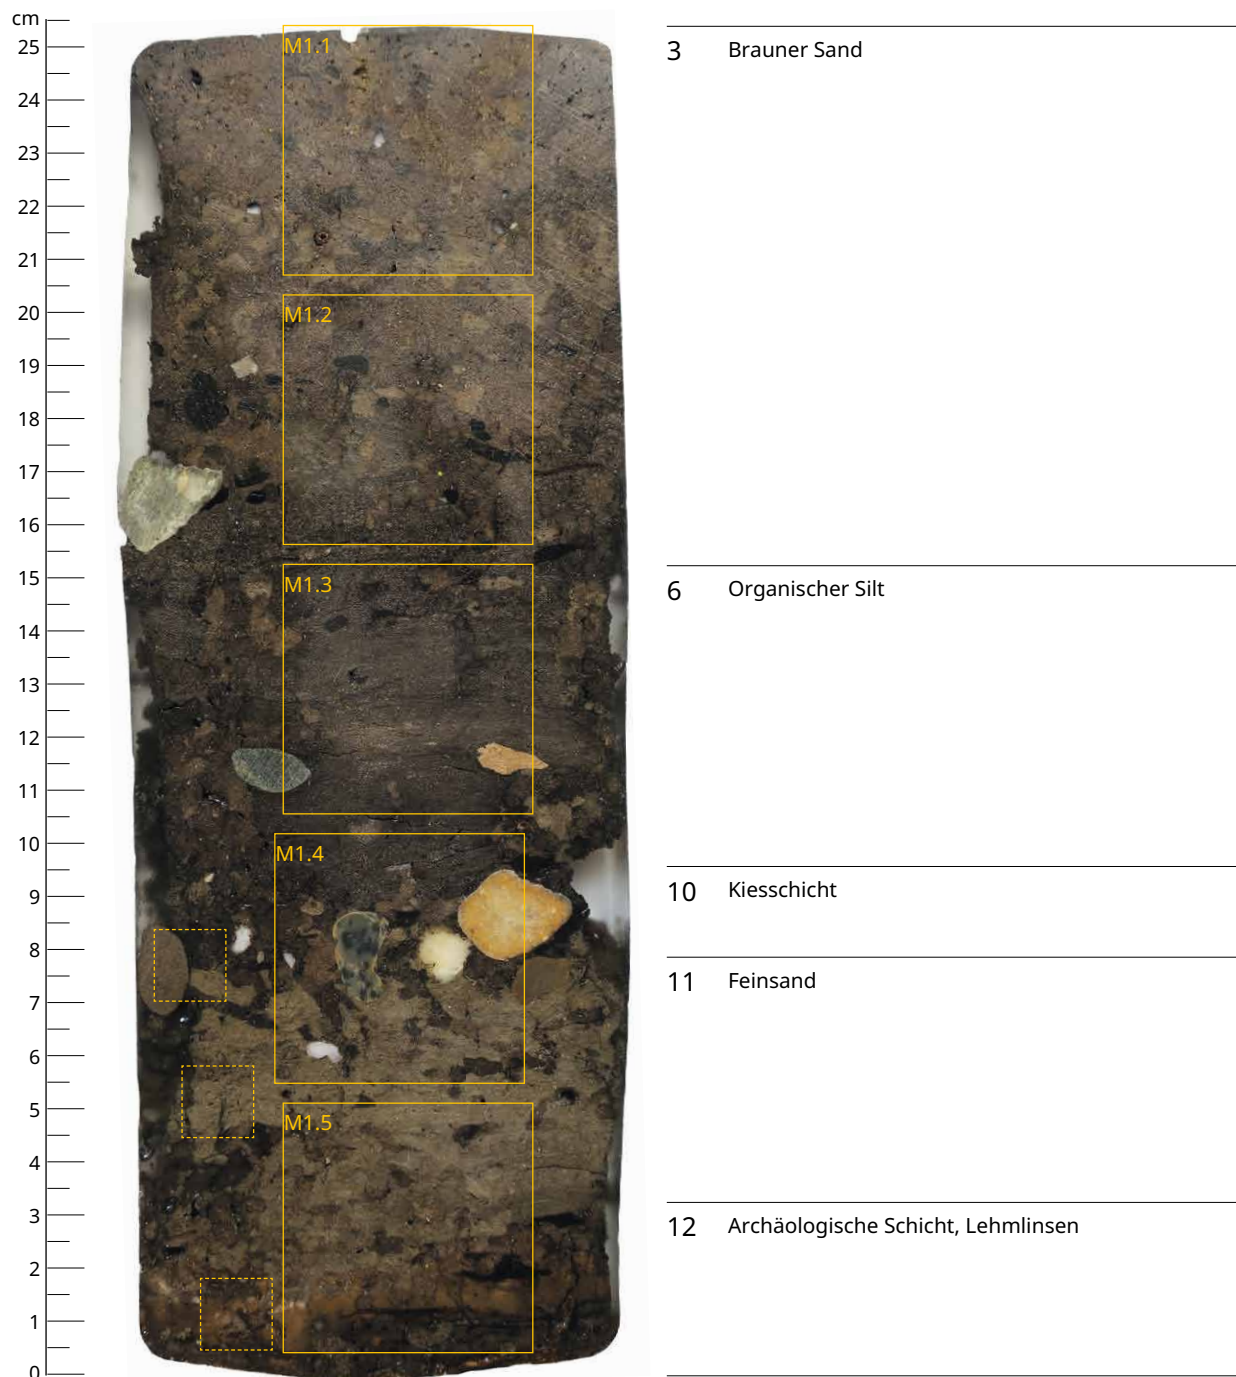 cm
25
24
23
22
21
20
19
18
17
16
15
14
13
12
11
10
9
8
7
6
5
4
3
2
1
0
M1.1
M1.2
M1.3
M1.4
M1.5
3 Brauner Sand
6 Organischer Silt
10 Kiesschicht
11 Feinsand
12 Archäologische Schicht, Lehmlinsen